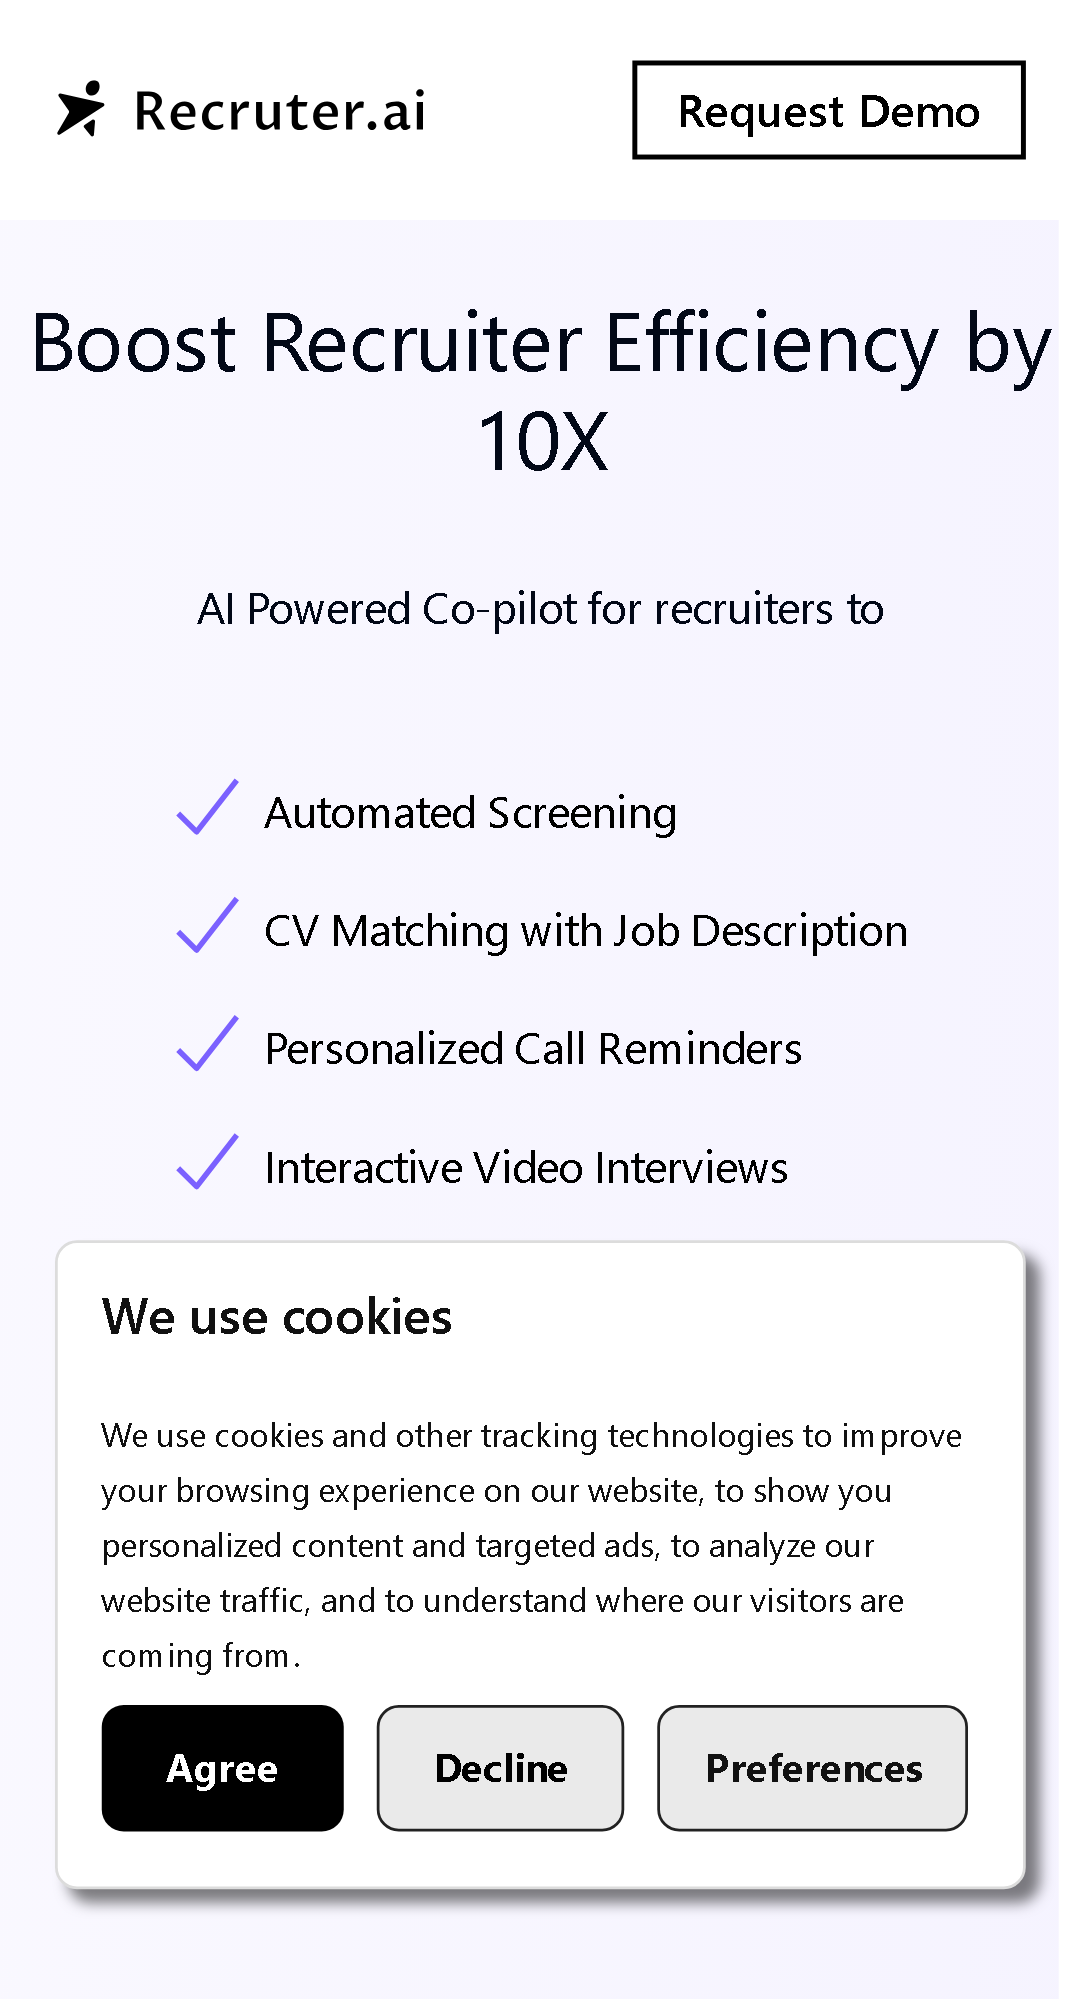 Recruter.ai
Request Demo
Boost Recruiter Efficiency by
10X
AI Powered Co-pilot for recruiters to
Automated Screening
CV Matching with Job Description
Personalized Call Reminders
Interactive Video Interviews
We use cookies
We use cookies and other tracking technologies to improve
your browsing experience on our website, to show you
personalized content and targeted ads, to analyze our
website traffic, and to understand where our visitors are
coming from.
Agree
Decline
Preferences